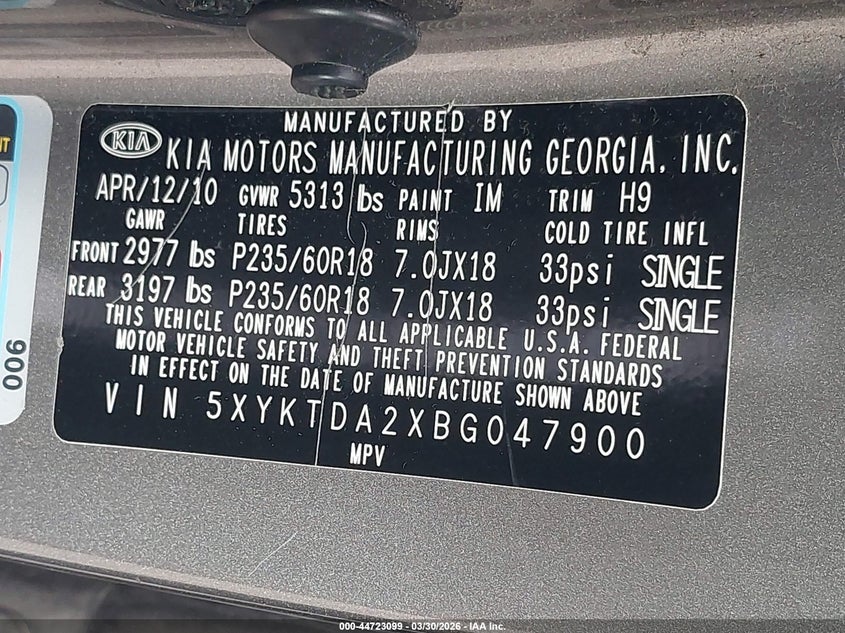 MANUFACTURED BY
KIA KIA MOTORS MANUFACTURING GEORGIA, INC.
APR/12/10 GVWR 5313 lbs PAINT IM TRIM H9
GAWR TIRES RIMS COLD TIRE INFL
FRONT 2977 lbs P235/60R18 7.0JX18 33psi SINGLE
REAR 3197 lbs P235/60R18 7.0JX18 33psi SINGLE
THIS VEHICLE CONFORMS TO ALL APPLICABLE U.S.A. FEDERAL
MOTOR VEHICLE SAFETY AND THEFT PREVENTION STANDARDS
IN EFFECT ON THE DATE OF MANUFACTURE SHOWN ABOVE
VIN 5XYKTDA2XBG047900
MPV
006
000-44723099 - 03/30/2026 - IAA Inc.